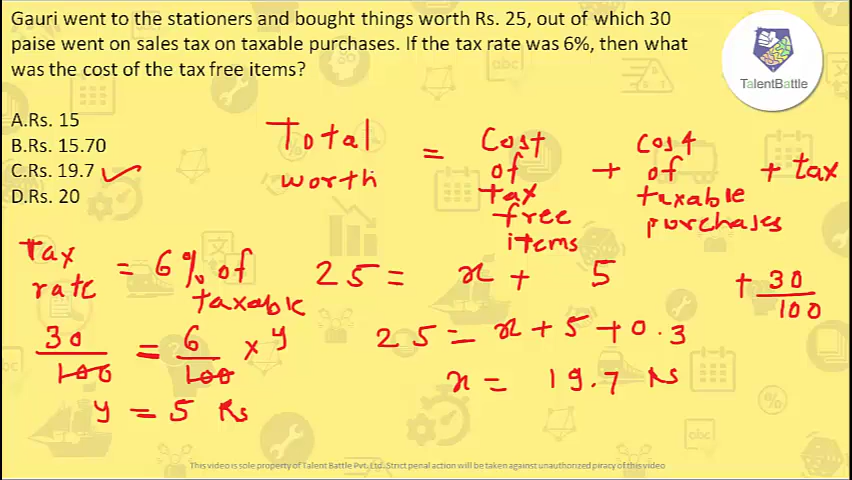 Gauri went to the stationers and bought things worth Rs. 25, out of which 30
paise went on sales tax on taxable purchases. If the tax rate was 6%, then what
was the cost of the tax free items?
TalentBattle
A.Rs. 15
B.Rs. 15.70
C.Rs. 19.7
D.Rs. 20
Total worth = Cost of tax free items + cost of taxable purchases + tax
tax rate = 6% of taxable
30/100 = 6/100 × y
y = 5 Rs
25 = x + 5 + 30/100
25 = x + 5 + 0.3
x = 19.7 Rs
This video is sole property of Talent Battle Pvt. Ltd. Strict penal action will be taken against unauthorized piracy of this video